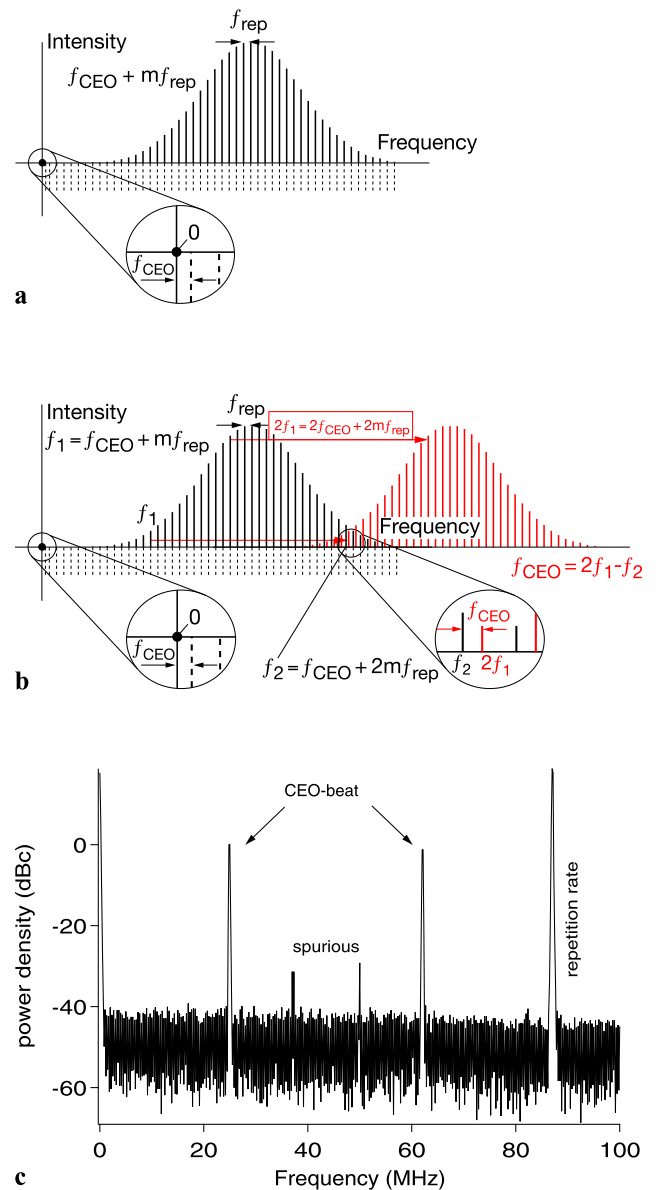 f_rep
Intensity
f_CEO + mf_rep
Frequency
0
f_CEO
a
Intensity
f_rep
2f_1 = 2f_CEO + 2mf_rep
f_1 = f_CEO + mf_rep
f_1
Frequency
f_CEO = 2f_1-f_2
0
f_CEO
f_CEO
f_2 2f_1
f_2 = f_CEO + 2mf_rep
b
CEO-beat
0
-20
-40
-60
power density (dBc)
spurious
repetition rate
0 20 40 60 80 100
Frequency (MHz)
c